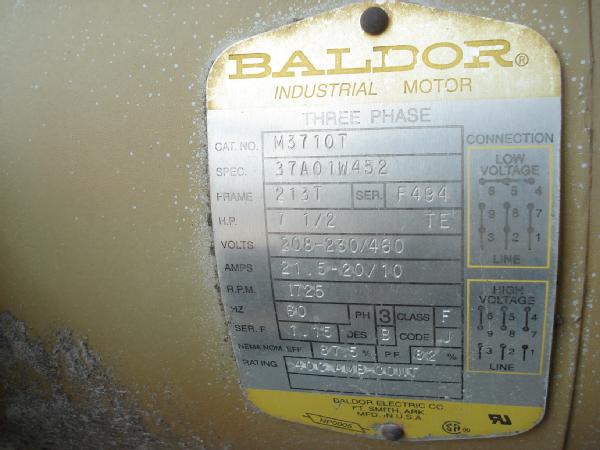 BALDOR®
INDUSTRIAL MOTOR
THREE PHASE
CAT. NO. M3710T
SPEC. 37A01W452
FRAME 213T SER. F494
H.P. 7 1/2 TE
VOLTS 208-230/460
AMPS 21.5-20/10
R.P.M. 1725
HZ 60 PH 3 CLASS F
SER. F. 1.15 DES B CODE J
NEMA NOM. EFF. 87.5 % P.F. 82 %
RATING 40C AMB-CONT
CONNECTION
LOW
VOLTAGE
6 5 4
9 8 7
3 2 1
LINE
HIGH
VOLTAGE
6 5 4
9 8 7
3 2 1
LINE
BALDOR ELECTRIC CO.
FT. SMITH, ARK.
MFD. IN U.S.A.